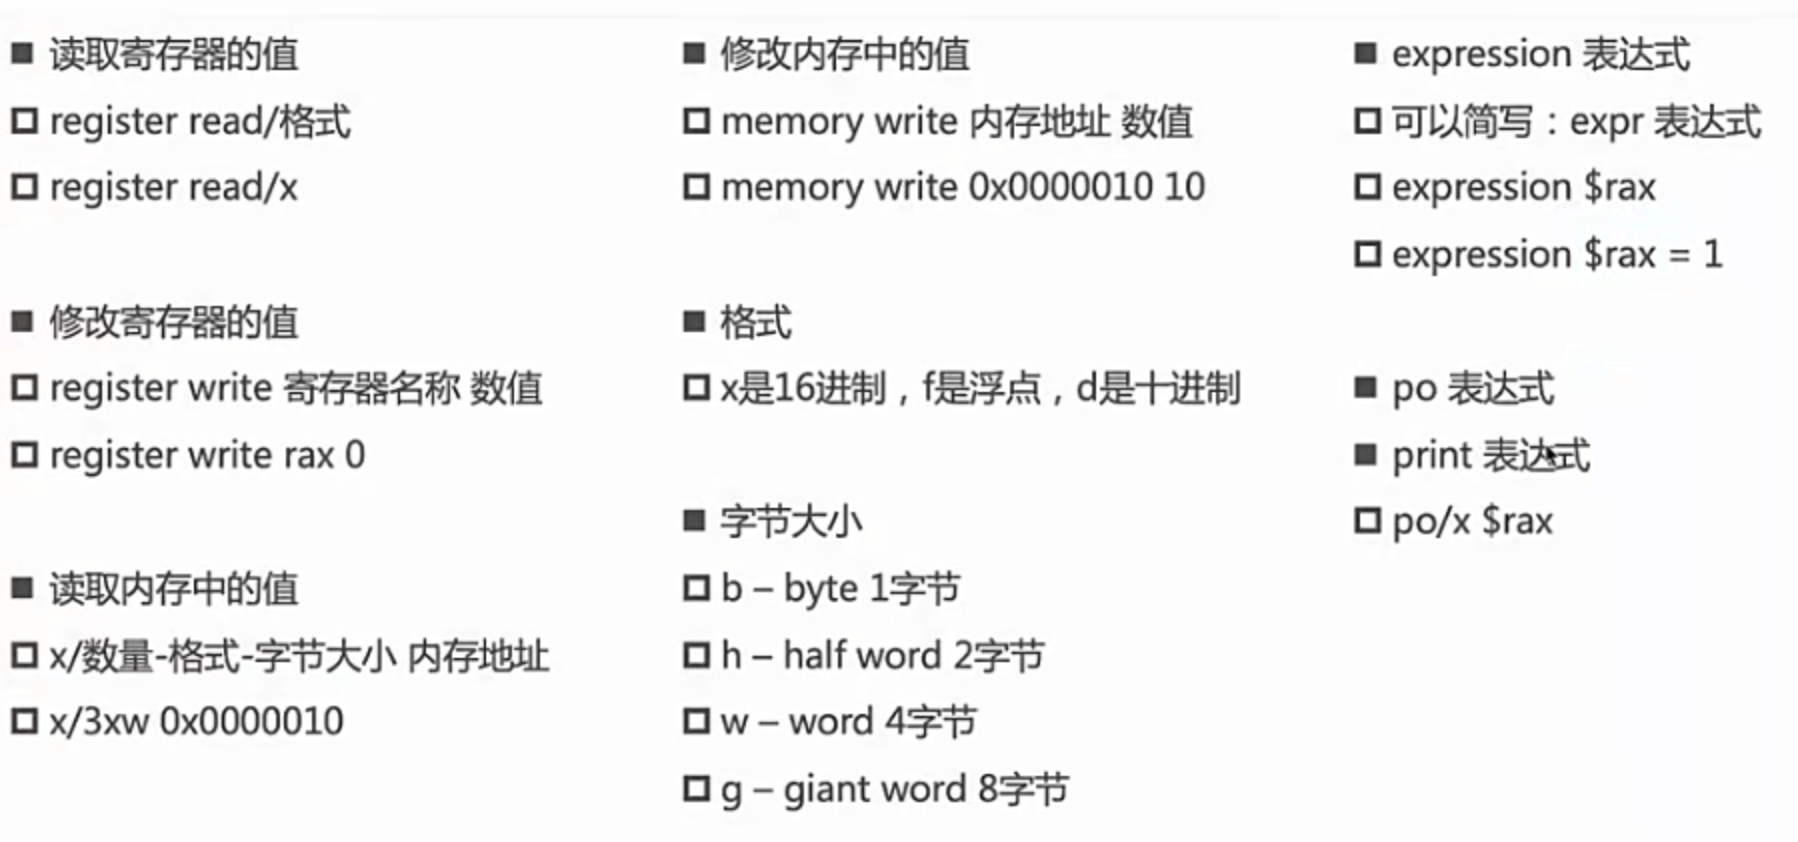 读取寄存器的值
register read/格式
register read/x
修改寄存器的值
register write 寄存器名称 数值
register write rax 0
读取内存中的值
x/数量-格式-字节大小 内存地址
x/3xw 0x0000010
修改内存中的值
memory write 内存地址 数值
memory write 0x0000010 10
格式
x是16进制，f是浮点，d是十进制
字节大小
b – byte 1字节
h – half word 2字节
w – word 4字节
g – giant word 8字节
expression 表达式
可以简写：expr 表达式
expression $rax
expression $rax = 1
po 表达式
print 表达式
po/x $rax